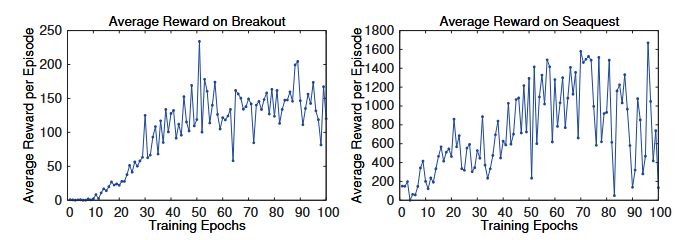 Average Reward on Breakout
Average Reward per Episode
250
200
150
100
50
0
0 10 20 30 40 50 60 70 80 90 100
Training Epochs
Average Reward on Seaquest
Average Reward per Episode
1800
1600
1400
1200
1000
800
600
400
200
0
0 10 20 30 40 50 60 70 80 90 100
Training Epochs